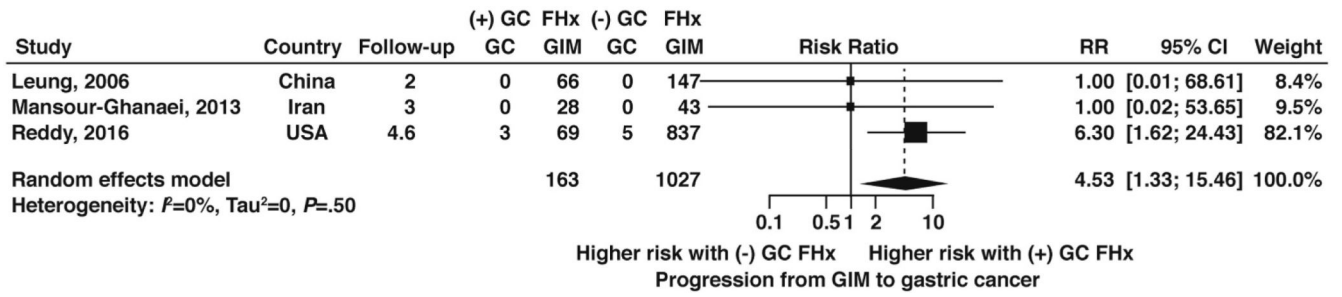 (+) GC FHx (-) GC FHx
Study Country Follow-up GC GIM GC GIM Risk Ratio RR 95% CI Weight
Leung, 2006 China 2 0 66 0 147 1.00 [0.01; 68.61] 8.4%
Mansour-Ghanaei, 2013 Iran 3 0 28 0 43 1.00 [0.02; 53.65] 9.5%
Reddy, 2016 USA 4.6 3 69 5 837 6.30 [1.62; 24.43] 82.1%
Random effects model 163 1027 4.53 [1.33; 15.46] 100.0%
Heterogeneity: I²=0%, Tau²=0, P=.50
0.1 0.5 1 2 10
Higher risk with (-) GC FHx Higher risk with (+) GC FHx
Progression from GIM to gastric cancer